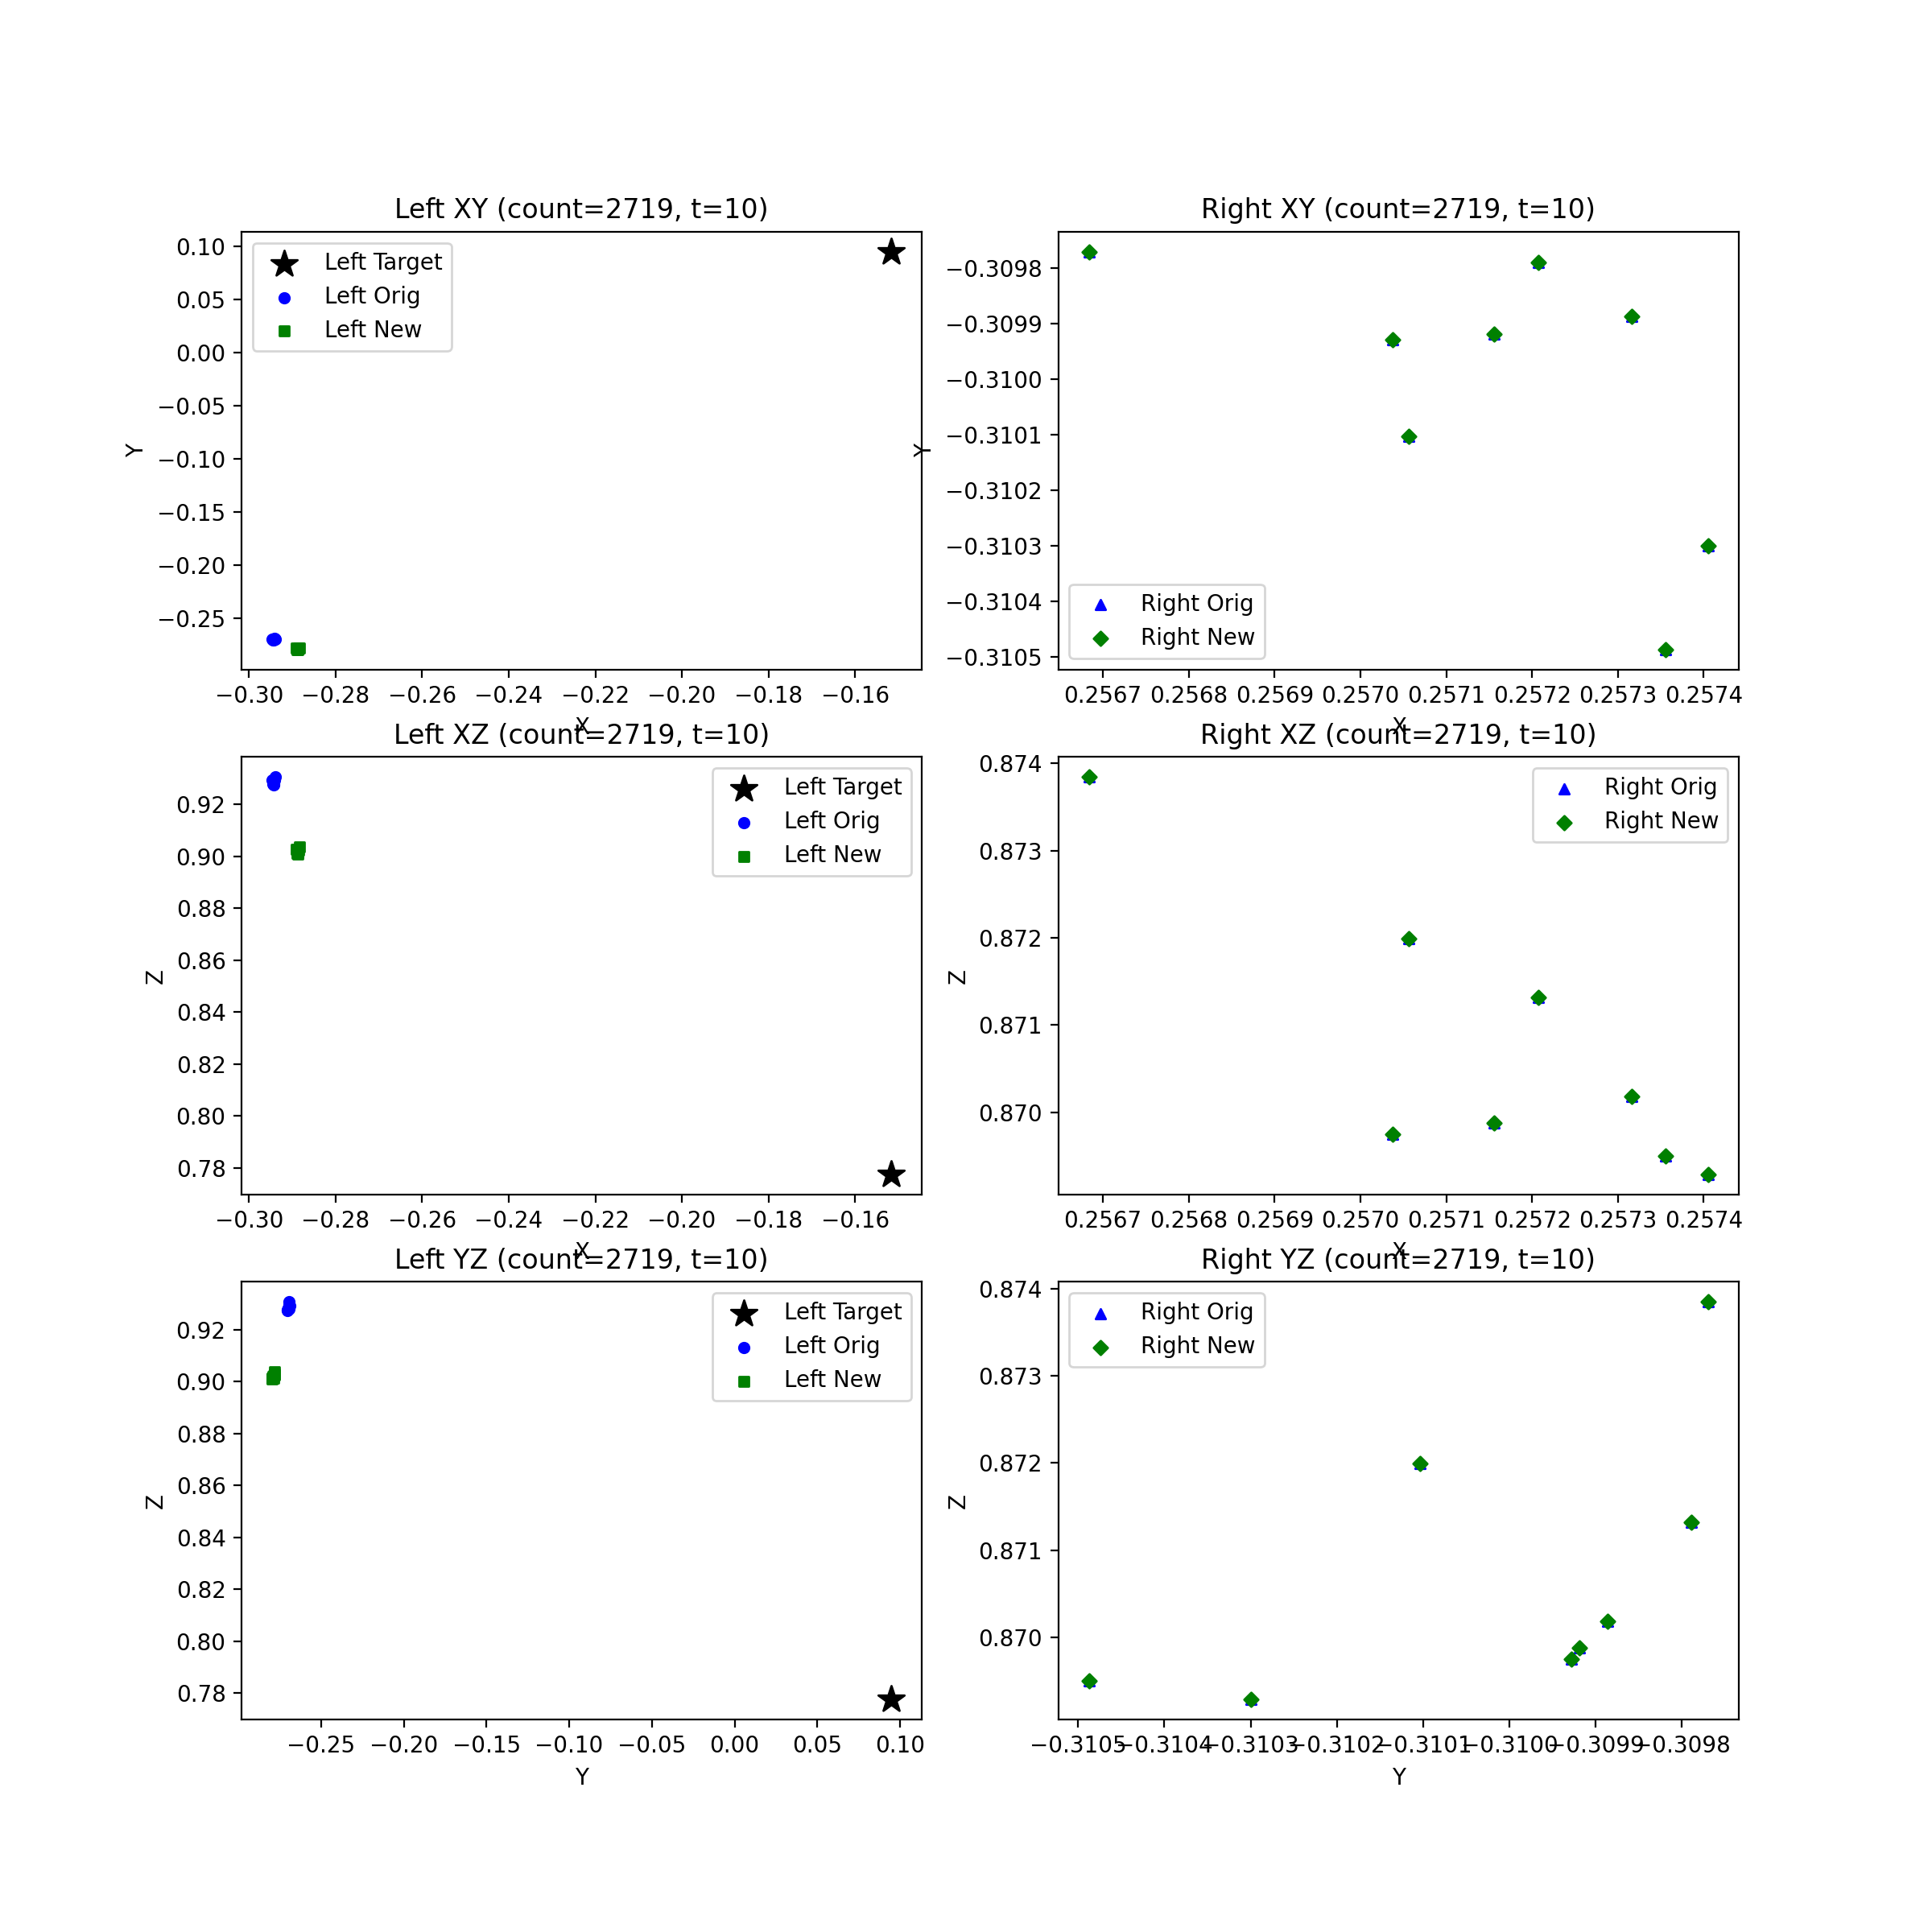 Left XY (count=2719, t=10)
0.10
0.05
0.00
−0.05
−0.10
−0.15
−0.20
−0.25
Y
Left Target
Left Orig
Left New
−0.30 −0.28 −0.26 −0.24 −0.22 −0.20 −0.18 −0.16
X
Right XY (count=2719, t=10)
−0.3098
−0.3099
−0.3100
−0.3101
−0.3102
−0.3103
−0.3104
−0.3105
Y
Right Orig
Right New
0.2567 0.2568 0.2569 0.2570 0.2571 0.2572 0.2573 0.2574
X
Left XZ (count=2719, t=10)
0.92
0.90
0.88
0.86
0.84
0.82
0.80
0.78
Z
Left Target
Left Orig
Left New
−0.30 −0.28 −0.26 −0.24 −0.22 −0.20 −0.18 −0.16
X
Right XZ (count=2719, t=10)
0.874
0.873
0.872
0.871
0.870
Z
Right Orig
Right New
0.2567 0.2568 0.2569 0.2570 0.2571 0.2572 0.2573 0.2574
X
Left YZ (count=2719, t=10)
0.92
0.90
0.88
0.86
0.84
0.82
0.80
0.78
Z
Left Target
Left Orig
Left New
−0.25 −0.20 −0.15 −0.10 −0.05 0.00 0.05 0.10
Y
Right YZ (count=2719, t=10)
0.874
0.873
0.872
0.871
0.870
Z
Right Orig
Right New
−0.3105 −0.3104 −0.3103 −0.3102 −0.3101 −0.3100 −0.3099 −0.3098
Y